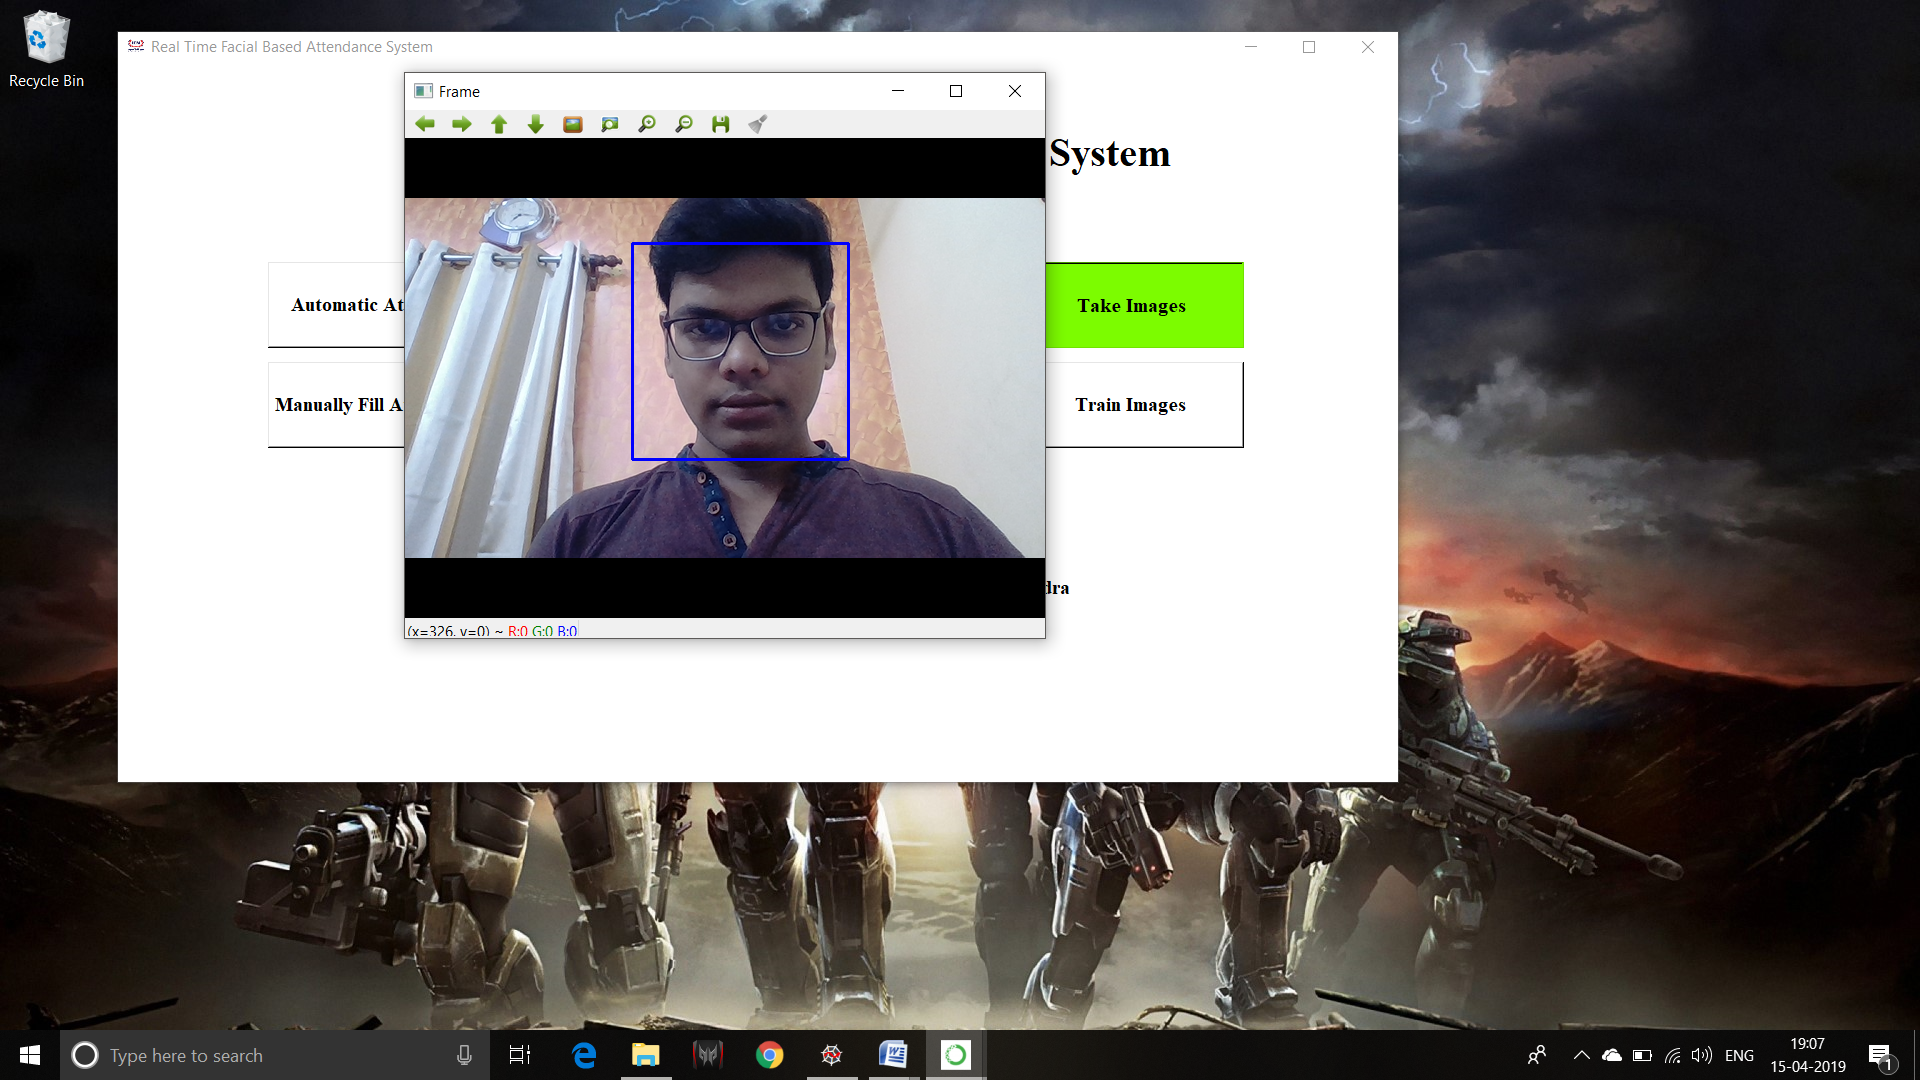 Recycle Bin
Real Time Facial Based Attendance System
Frame
System
Automatic At
Take Images
Manually Fill A
Train Images
dra
(x=326, y=0) ~ R:0 G:0 B:0
Type here to search
ENG
19:07
15-04-2019
1